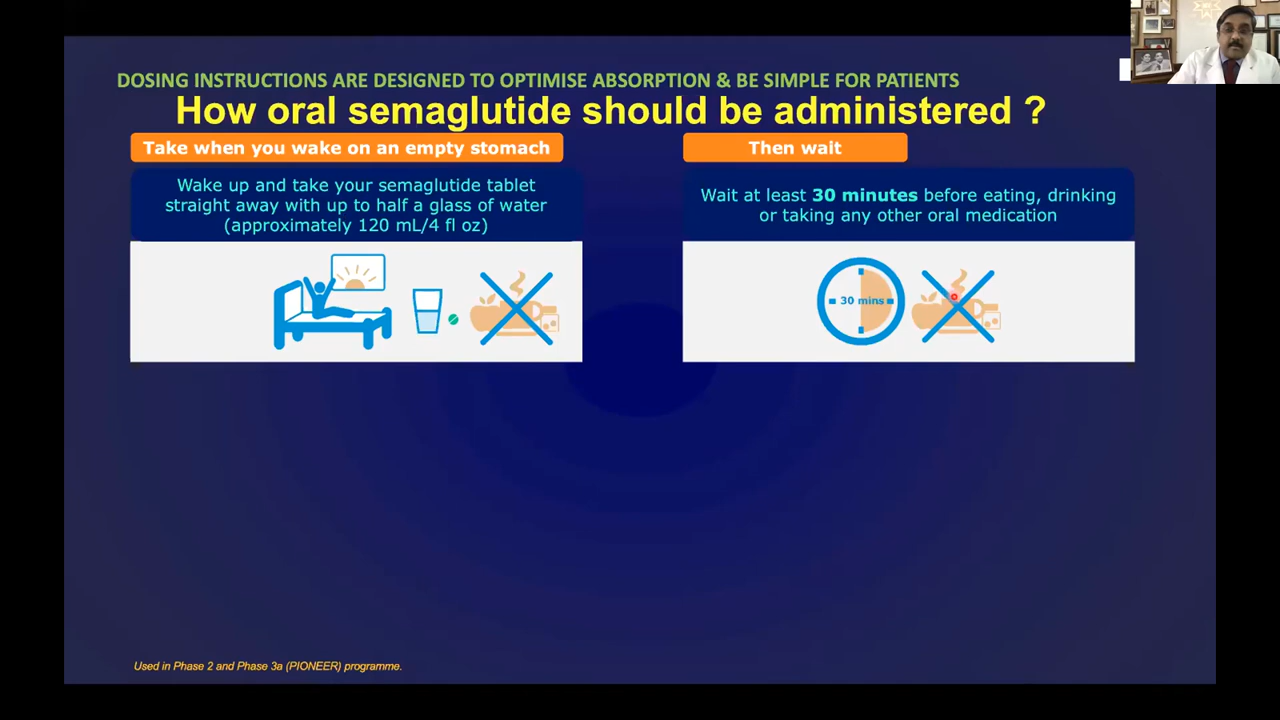 DOSING INSTRUCTIONS ARE DESIGNED TO OPTIMISE ABSORPTION & BE SIMPLE FOR PATIENTS
How oral semaglutide should be administered ?
Take when you wake on an empty stomach
Wake up and take your semaglutide tablet
straight away with up to half a glass of water
(approximately 120 mL/4 fl oz)
Then wait
Wait at least 30 minutes before eating, drinking
or taking any other oral medication
30 mins
Used in Phase 2 and Phase 3a (PIONEER) programme.